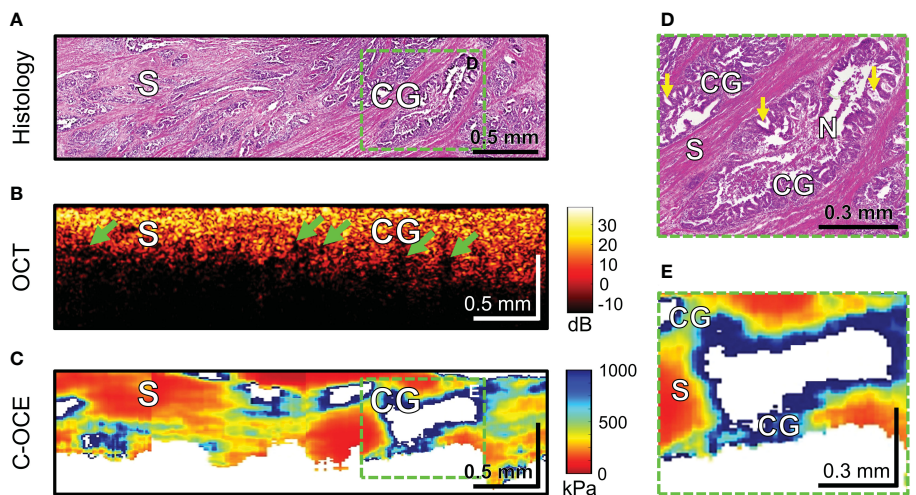 A
Histology
S
CG
D
0.5 mm
B
OCT
S
CG
0.5 mm
30
20
10
0
-10
dB
C
C-OCE
S
CG
E
0.5 mm
1000
500
0
kPa
D
CG
S
N
CG
0.3 mm
E
CG
S
CG
0.3 mm